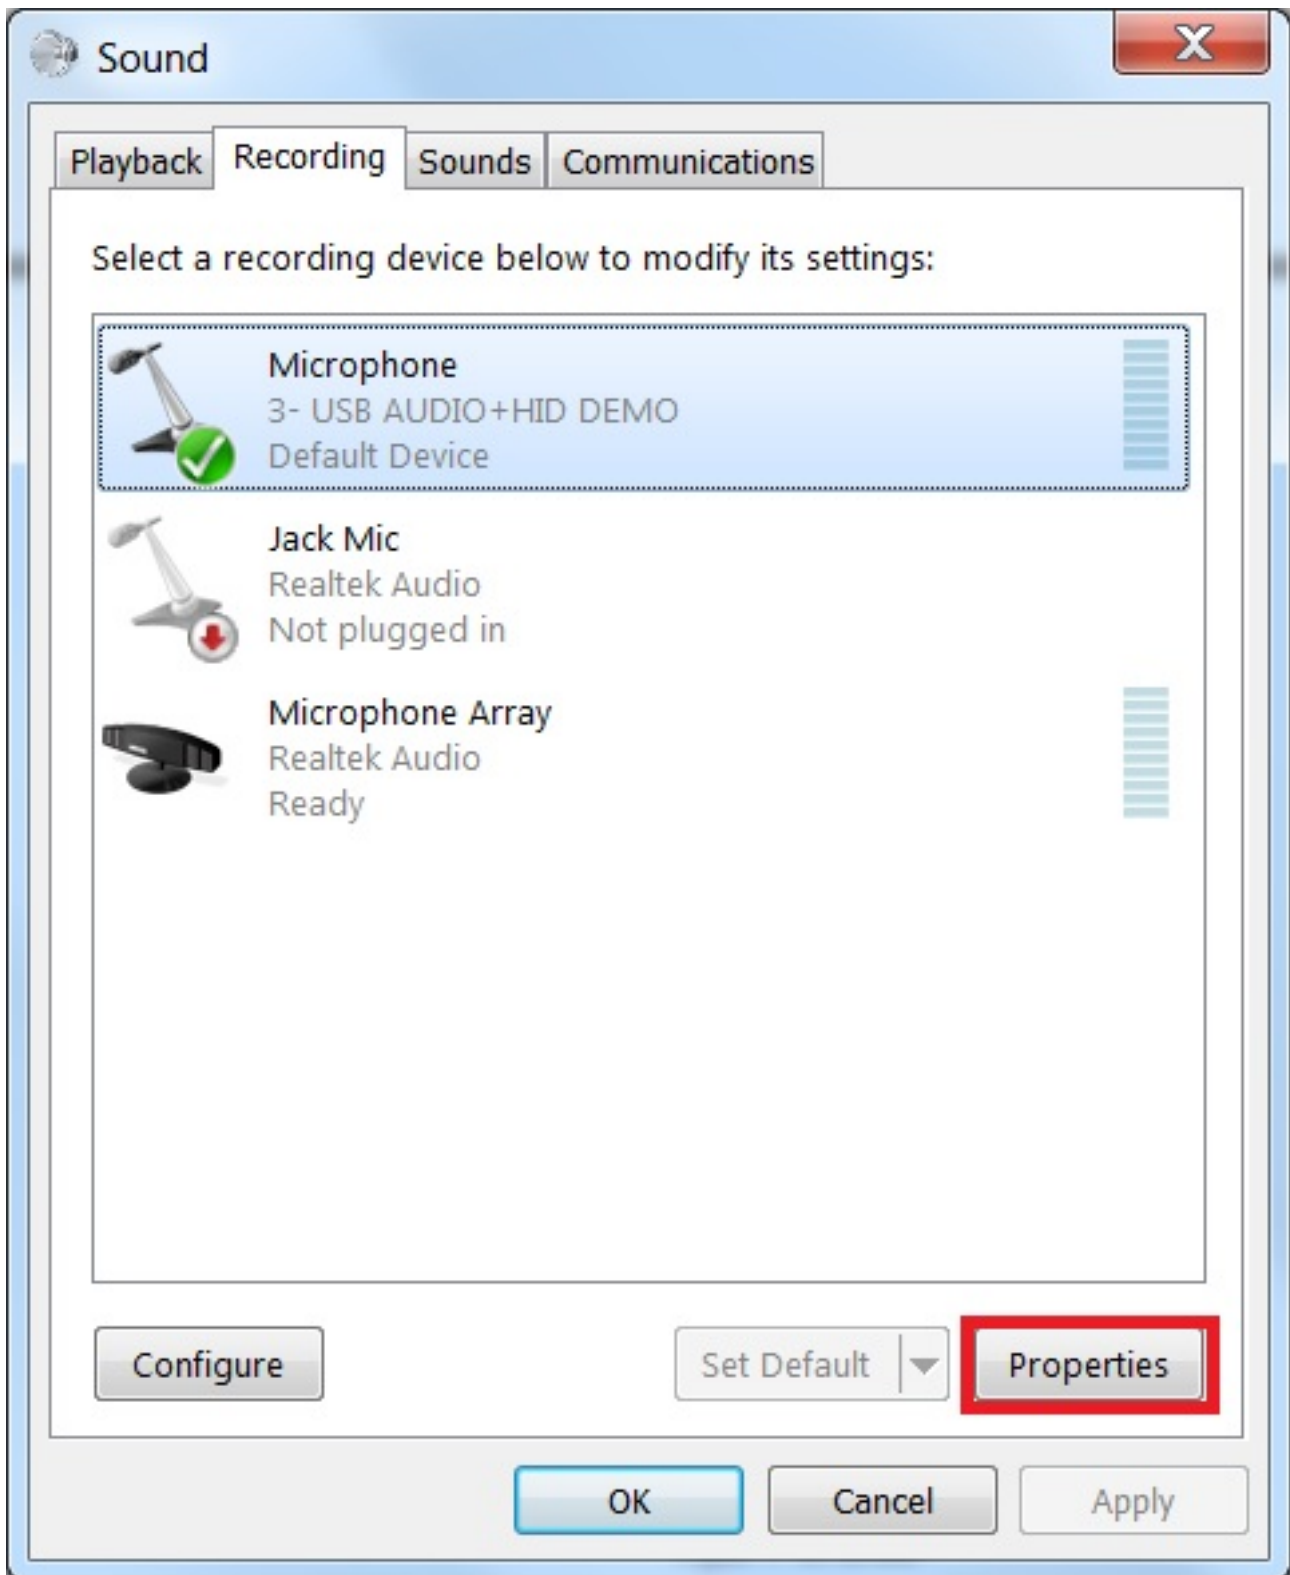 Sound
Playback Recording Sounds Communications
Select a recording device below to modify its settings:
Microphone
3- USB AUDIO+HID DEMO
Default Device
Jack Mic
Realtek Audio
Not plugged in
Microphone Array
Realtek Audio
Ready
Configure Set Default Properties
OK Cancel Apply